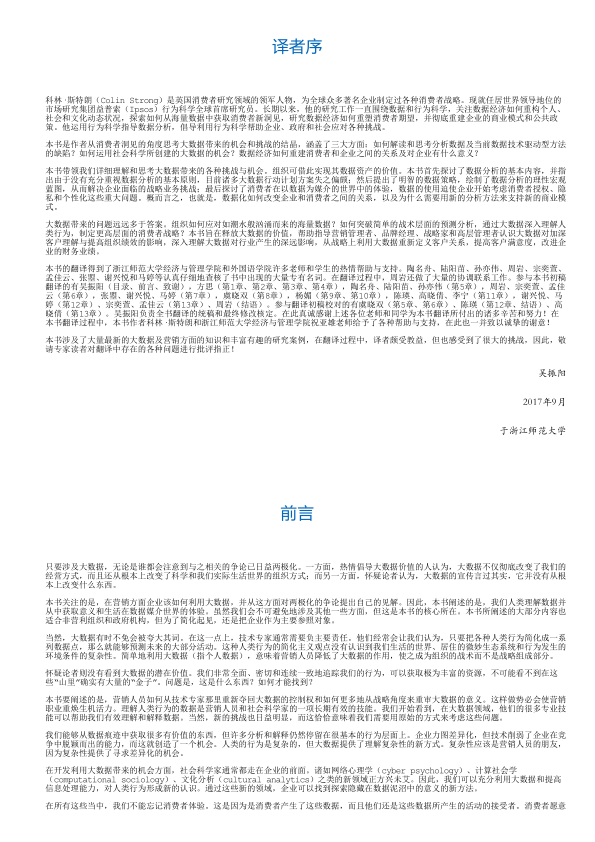 译者序
科林·斯特朗（Colin Strong）是英国消费者研究领域的领军人物，为全球众多著名企业制定过各种消费者战略。现就任居世界领导地位的
市场研究集团益普索（Ipsos）行为科学全球首席研究员。长期以来，他的研究工作一直围绕数据和行为科学，关注数据经济如何重构个人、
社会和文化动态状况，探索如何从海量数据中获取消费者新洞见，研究数据经济如何重塑消费者期望，并彻底重建企业的商业模式和公共政
策。他运用行为科学指导数据分析，倡导利用行为科学帮助企业、政府和社会应对各种挑战。
本书是作者从消费者洞见的角度思考大数据带来的机会和挑战的结晶，涵盖了三大方面：如何解读和思考分析数据及当前数据技术驱动型方法
的缺陷？如何运用社会科学所创建的大数据的机会？数据经济如何重建消费者和企业之间的关系及对企业有什么意义？
本书带领我们详细理解和思考大数据带来的各种挑战与机会。组织可借此实现其数据资产的价值。本书首先探讨了数据分析的基本内容，并指
出由于没有充分重视数据分析的基本原则，目前诸多大数据行动计划方案失之偏颇；然后提出了明智的数据策略，绘制了数据分析的理性宏观
蓝图，从而解决企业面临的战略业务挑战；最后探讨了消费者在以数据为媒介的世界中的体验，数据的使用迫使企业开始考虑消费者授权、隐
私和个性化这些重大问题。概而言之，也就是，数据化如何改变企业和消费者之间的关系，以及为什么需要用新的分析方法来支持新的商业模
式。
大数据带来的问题远远多于答案。组织如何应对如潮水般汹涌而来的海量数据？如何突破简单的战术层面的预测分析，通过大数据深入理解人
类行为，制定更高层面的消费者战略？本书旨在释放大数据的价值，帮助指导营销管理者、品牌经理、战略家和高层管理者认识大数据对加深
客户理解与提高组织绩效的影响，深入理解大数据对行业产生的深远影响，从战略上利用大数据重新定义客户关系，提高客户满意度，改进企
业的财务业绩。
本书的翻译得到了浙江师范大学经济与管理学院和外国语学院许多老师和学生的热情帮助与支持。陶名舟、陆阳苗、孙亦伟、周岩、宗奕萱、
孟佳云、张翾、谢兴悦和马婷等认真仔细地查核了书中出现的大量专有名词。在翻译过程中，周岩还做了大量的协调联络工作。参与本书初稿
翻译的有吴振阳（目录、前言、致谢），方思（第1章、第2章、第3章、第4章），陶名舟、陆阳苗、孙亦伟（第5章），周岩、宗奕萱、孟佳
云（第6章），张翾、谢兴悦、马婷（第7章），虞晓双（第8章），杨媚（第9章、第10章），陈瑛、高晓倩、李宁（第11章），谢兴悦、马
婷（第12章），宗奕萱、孟佳云（第13章），周岩（结语）。参与翻译初稿校对的有虞晓双（第5章、第6章），陈瑛（第12章、结语）、高
晓倩（第13章）。吴振阳负责全书翻译的统稿和最终修改核定。在此真诚感谢上述各位老师和同学为本书翻译所付出的诸多辛苦和努力！在
本书翻译过程中，本书作者科林·斯特朗和浙江师范大学经济与管理学院祝亚雄老师给予了各种帮助与支持，在此也一并致以诚挚的谢意！
本书涉及了大量最新的大数据及营销方面的知识和丰富有趣的研究案例，在翻译过程中，译者颇受教益，但也感受到了很大的挑战，因此，敬
请专家读者对翻译中存在的各种问题进行批评指正！
吴振阳
2017年9月
于浙江师范大学
前言
只要涉及大数据，无论是谁都会注意到与之相关的争论已日益两极化。一方面，热情倡导大数据价值的人认为，大数据不仅彻底改变了我们的
经营方式，而且还从根本上改变了科学和我们实际生活世界的组织方式；而另一方面，怀疑论者认为，大数据的宣传言过其实，它并没有从根
本上改变什么东西。
本书关注的是，在营销方面企业该如何利用大数据，并从这方面对两极化的争论提出自己的见解。因此，本书阐述的是，我们人类理解数据并
从中获取意义和生活在数据媒介世界的体验。虽然我们会不可避免地涉及其他一些方面，但这是本书的核心所在。本书所阐述的大部分内容也
适合非营利组织和政府机构，但为了简化起见，还是把企业作为主要参照对象。
当然，大数据有时不免会被夸大其词。在这一点上，技术专家通常需要负主要责任。他们经常会让我们认为，只要把各种人类行为简化成一系
列数据点，那么就能够预测未来的大部分活动。这种人类行为的简化主义观点没有认识到我们生活的世界、居住的微妙生态系统和行为发生的
环境条件的复杂性。简单地利用大数据（指个人数据），意味着营销人员降低了大数据的作用，使之成为组织的战术而不是战略组成部分。
怀疑论者则没有看到大数据的潜在价值。我们非常全面、密切和连续一致地追踪我们的行为，可以获取极为丰富的资源，不可能看不到在这
些“山里”确实有大量的“金子”。问题是，这是什么东西？如何才能找到？
本书要阐述的是，营销人员如何从技术专家那里重新夺回大数据的控制权和如何更多地从战略角度来重审大数据的意义。这样做势必会使营销
职业重焕生机活力。理解人类行为的数据是营销人员和社会科学家的一项长期有效的技能。我们开始看到，在大数据领域，他们的很多专业技
能可以帮助我们有效理解和解释数据。当然，新的挑战也日益明显，而这恰恰意味着我们需要用原始的方式来考虑这些问题。
我们能够从数据痕迹中获取很多有价值的东西，但许多分析和解释仍然停留在很基本的行为层面上。企业力图差异化，但技术削弱了企业在竞
争中脱颖而出的能力，而这就创造了一个机会。人类的行为是复杂的，但大数据提供了理解复杂性的新方式。复杂性应该是营销人员的朋友，
因为复杂性提供了寻求差异化的机会。
在开发利用大数据带来的机会方面，社会科学家通常都走在企业的前面。诸如网络心理学（cyber psychology）、计算社会学
（computational sociology）、文化分析（cultural analytics）之类的新领域正方兴未艾。因此，我们可以充分利用大数据和提高
信息处理能力，对人类行为形成新的认识。通过这些新的领域，企业可以找到探索隐藏在数据泥沼中的意义的新方法。
在所有这些当中，我们不能忘记消费者体验。这是因为是消费者产生了这些数据，而且他们还是这些数据所产生的活动的接受者。消费者愿意